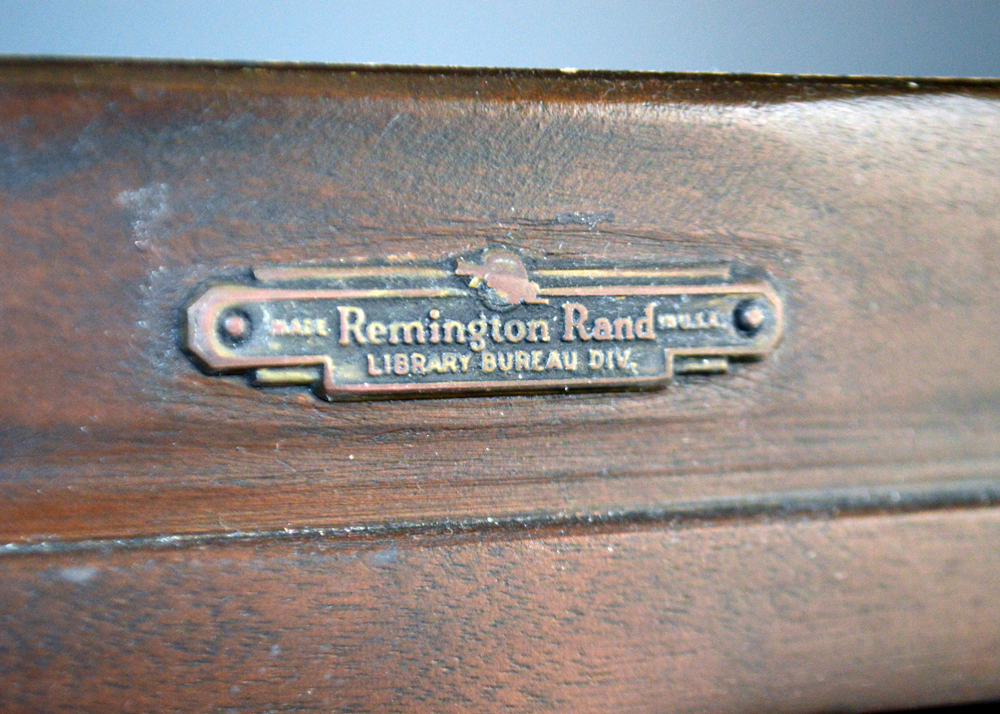 MADE Remington Rand IN U.S.A.
LIBRARY BUREAU DIV.